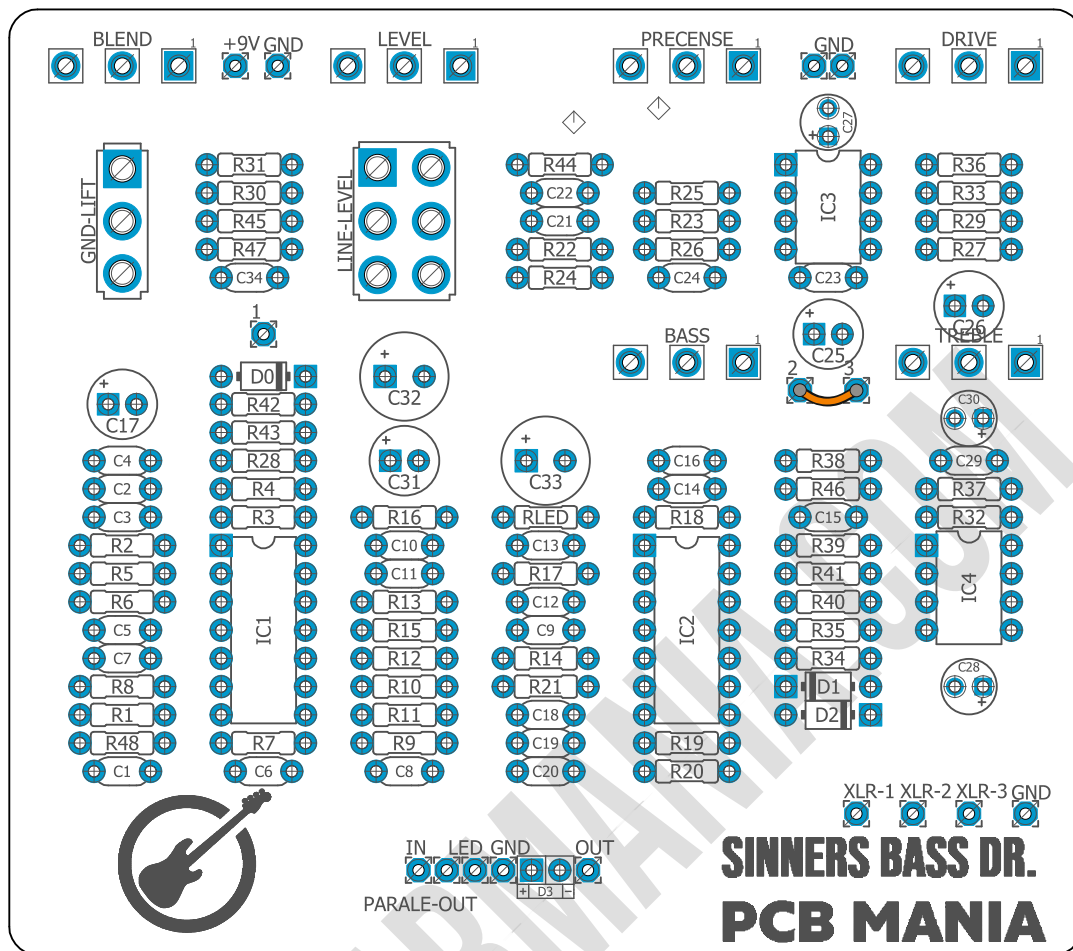 BLEND 1 +9V GND LEVEL 1 PRECENSE 1 GND DRIVE 1
C27 +
R31 R44 R36
R30 C22 R25 R33
GND-LIFT R45 LINE-LEVEL C21 R23 IC3 R29
R47 R22 R26 R27
C34 R24 C24 C23
+ C26
1 + + C25
BASS 1 TREBLE 1
D0 C32 2 3
+ C17 R42 C30 +
R43 + C31 + C33
C4 R28 C16 R38 C29
C2 R4 C14 R46 R37
C3 R3 R16 RLED R18 C15 R32
R2 C10 C13 R39
R5 C11 R17 R41
R6 IC1 R13 C12 IC2 R40 IC4
C5 R15 C9 R35
C7 R12 R14 R34
R8 R10 R21 D1 C28 +
R1 R11 C18 D2
R48 R7 R9 C19 R19
C1 C6 C8 C20 R20
XLR-1 XLR-2 XLR-3 GND
IN LED GND OUT
+ D3 −
PARALE-OUT
SINNERS BASS DR.
PCB MANIA